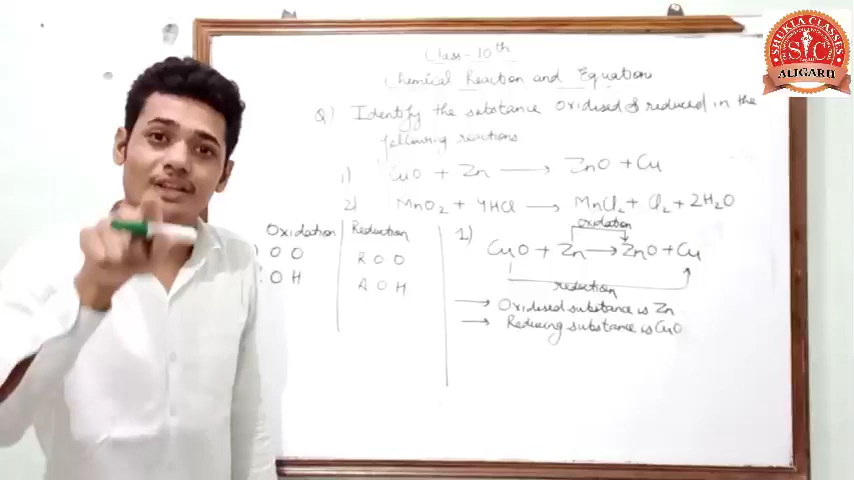 SHUKLA CLASSES
SC
ALIGARH
Class-10th
Chemical Reaction and Equation
Q) Identify the substance Oxidised & reduced in the
following reactions
1) CuO + Zn → ZnO + Cu
2) MnO2 + 4HCl → MnCl2 + Cl2 + 2H2O
Oxidation
Reduction
O O
R O O
O H
A O H
oxidation
1) CuO + Zn → ZnO + Cu
reduction
→ Oxidised substance is Zn
→ Reducing substance is CuO